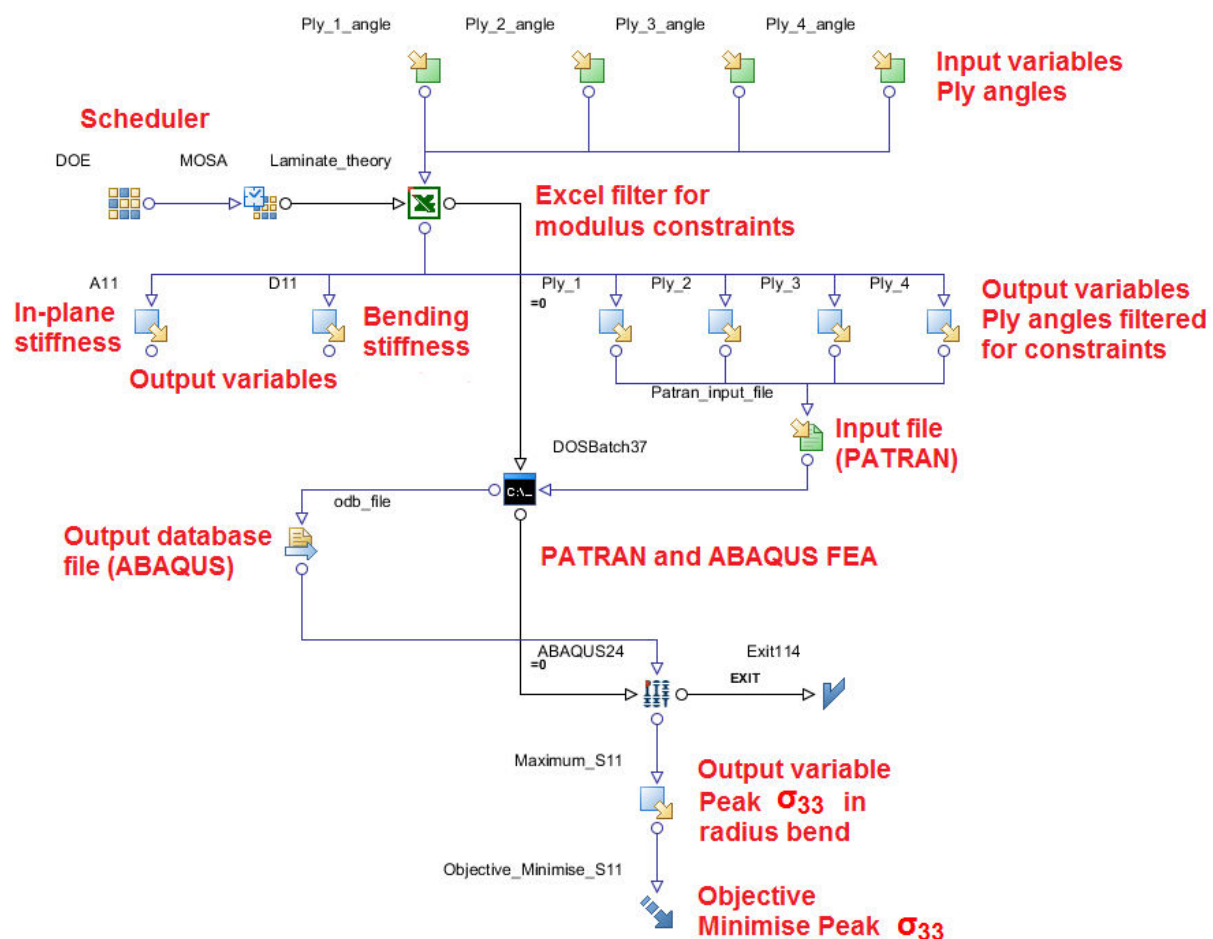 Ply_1_angle
Ply_2_angle
Ply_3_angle
Ply_4_angle
Input variables
Ply angles
Scheduler
DOE
MOSA
Laminate_theory
Excel filter for
modulus constraints
A11
D11
Ply_1
Ply_2
Ply_3
Ply_4
=0
In-plane
stiffness
Bending
stiffness
Output variables
Ply angles filtered
for constraints
Output variables
Patran_input_file
Input file
(PATRAN)
DOSBatch37
C:\_
odb_file
Output database
file (ABAQUS)
PATRAN and ABAQUS FEA
ABAQUS24
=0
Exit114
EXIT
Maximum_S11
Output variable
Peak σ33 in
radius bend
Objective_Minimise_S11
Objective
Minimise Peak σ33